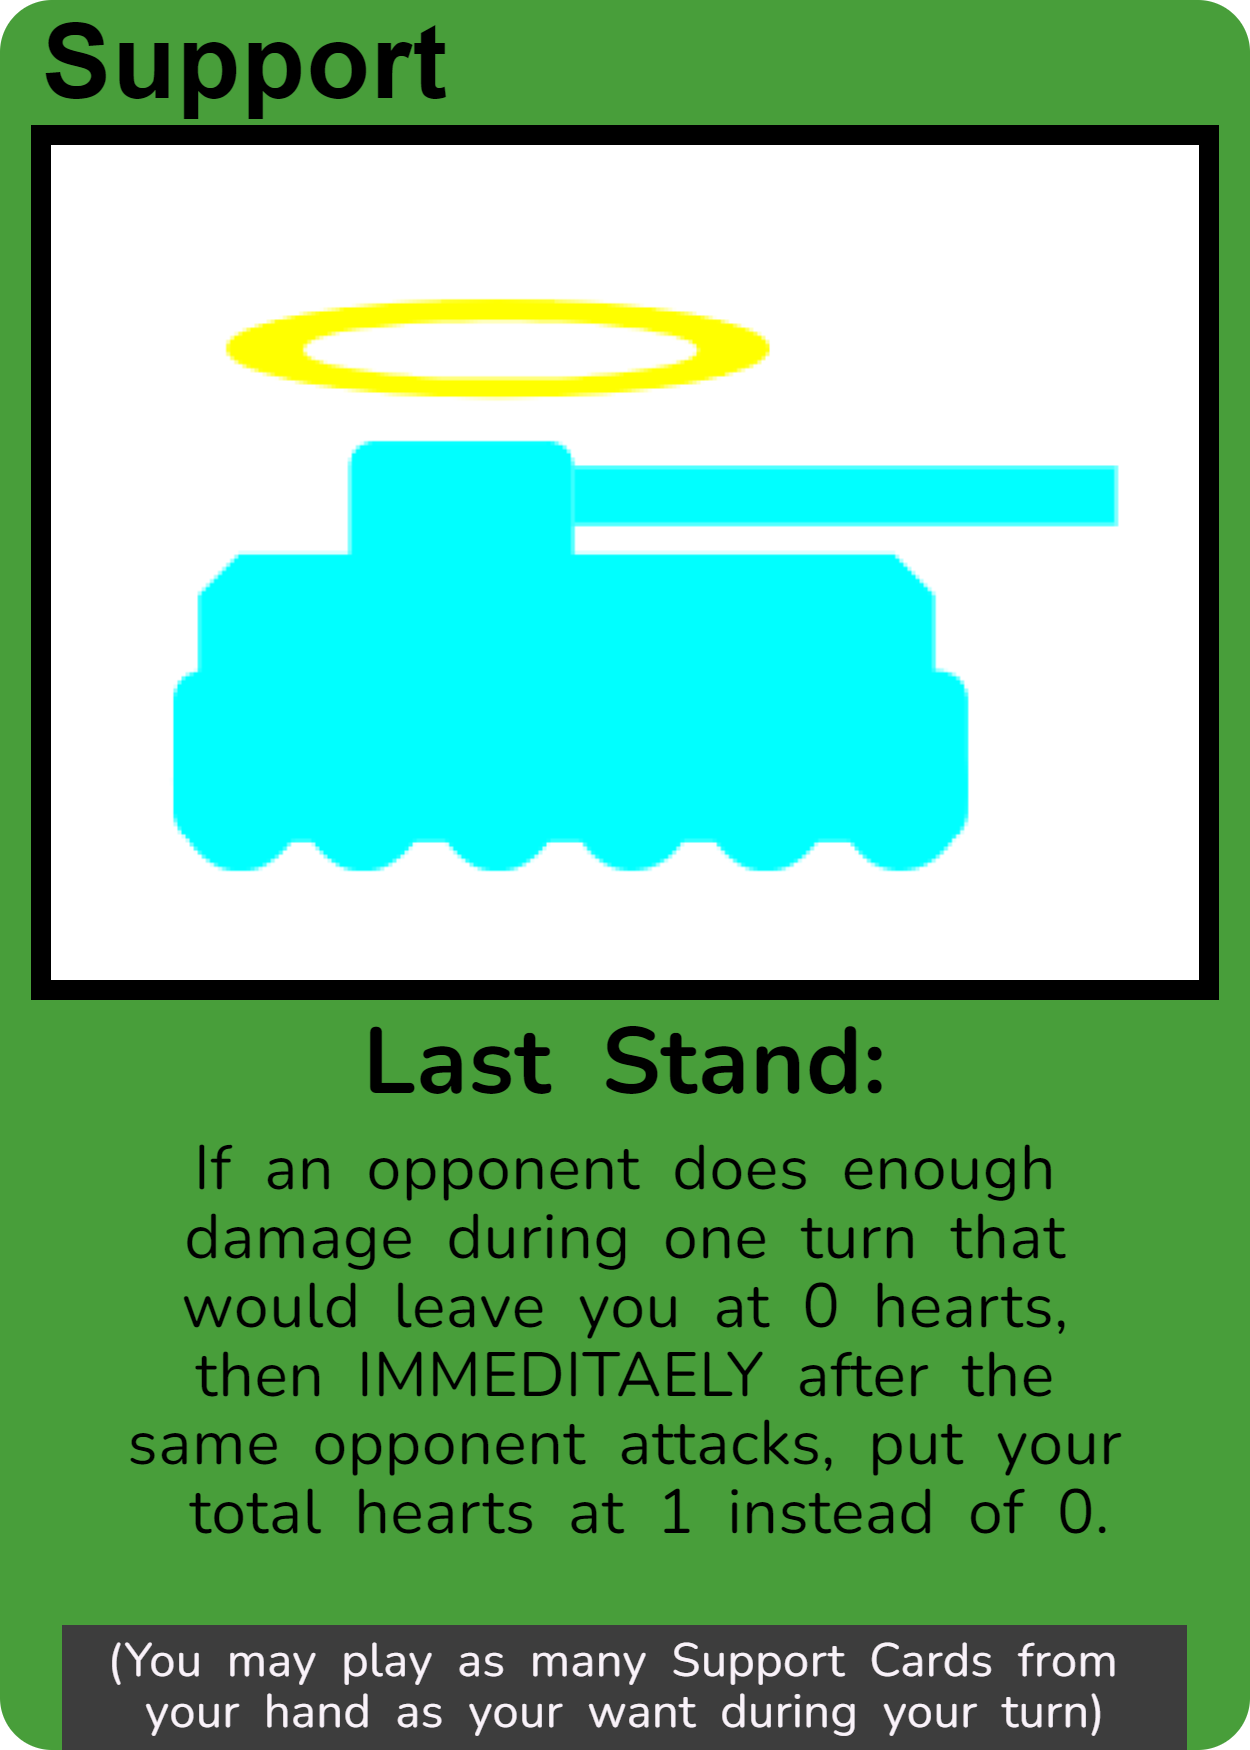 Support
Last Stand:
If an opponent does enough
damage during one turn that
would leave you at 0 hearts,
then IMMEDITAELY after the
same opponent attacks, put your
total hearts at 1 instead of 0.
(You may play as many Support Cards from
your hand as your want during your turn)